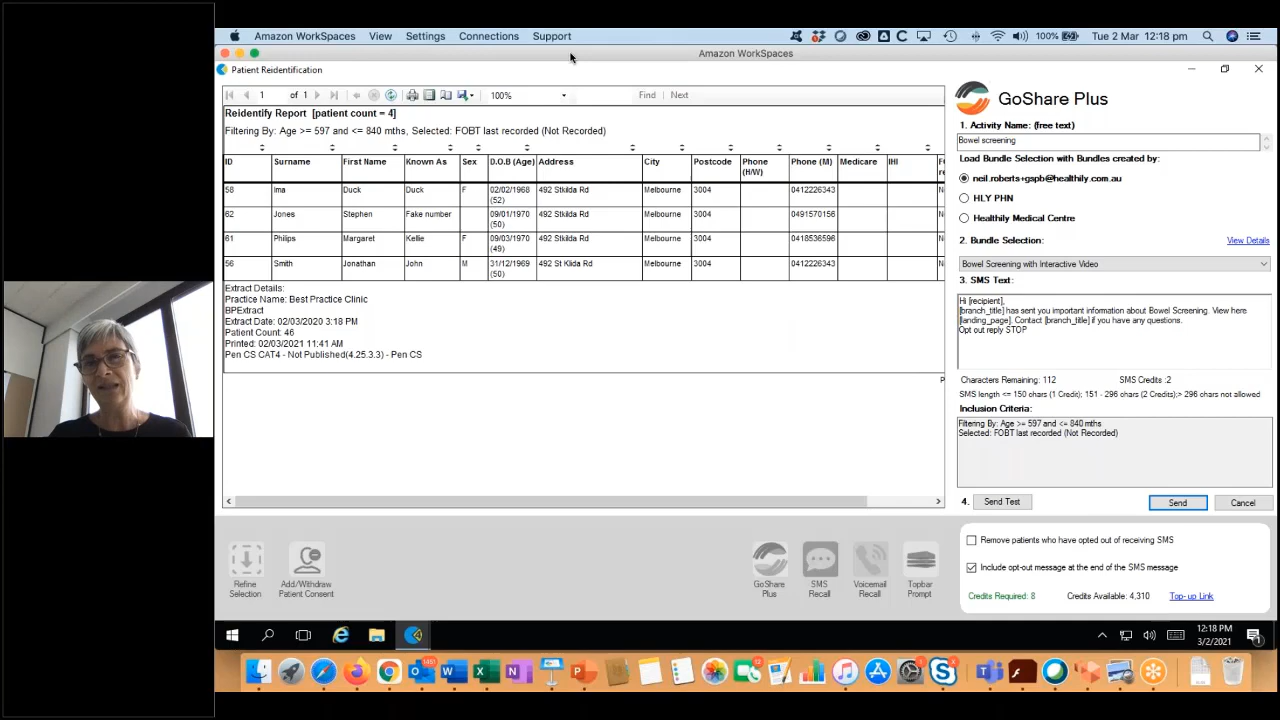 Amazon WorkSpaces View Settings Connections Support 100% Tue 2 Mar 12:18 pm
Amazon WorkSpaces
Patient Reidentification
1 of 1 100% Find | Next
Reidentify Report [patient count = 4]
Filtering By: Age >= 597 and <= 840 mths, Selected: FOBT last recorded (Not Recorded)
ID Surname First Name Known As Sex D.O.B (Age) Address City Postcode Phone (H/W) Phone (M) Medicare IHI
58 Ima Duck Duck F 02/02/1968 (52) 492 Stkilda Rd Melbourne 3004 0412226343
62 Jones Stephen Fake number 09/01/1970 (50) 492 Stkilda Rd Melbourne 3004 0491570156
61 Philips Margaret Kellie F 09/03/1970 (49) 492 Stkilda Rd Melbourne 3004 0418536596
56 Smith Jonathan John M 31/12/1969 (50) 492 St Kilda Rd Melbourne 3004 0412226343
Extract Details:
Practice Name: Best Practice Clinic
BPExtract
Extract Date: 02/03/2020 3:18 PM
Patient Count: 46
Printed: 02/03/2021 11:41 AM
Pen CS CAT4 - Not Published(4.25.3.3) - Pen CS
GoShare Plus
1. Activity Name: (free text)
Bowel screening
Load Bundle Selection with Bundles created by:
neil.roberts+gspb@healthily.com.au
HLY PHN
Healthily Medical Centre
2. Bundle Selection: View Details
Bowel Screening with Interactive Video
3. SMS Text:
Hi [recipient],
[branch_title] has sent you important information about Bowel Screening. View here
[landing_page]. Contact [branch_title] if you have any questions.
Opt out reply STOP
Characters Remaining: 112 SMS Credits :2
SMS length <= 150 chars (1 Credit); 151 - 296 chars (2 Credits);> 296 chars not allowed
Inclusion Criteria:
Filtering By: Age >= 597 and <= 840 mths
Selected: FOBT last recorded (Not Recorded)
4. Send Test Send Cancel
Remove patients who have opted out of receiving SMS
Include opt-out message at the end of the SMS message
Credits Required: 8 Credits Available: 4,310 Top-up Link
Refine Selection
Add/Withdraw Patient Consent
GoShare Plus
SMS Recall
Voicemail Recall
Topbar Prompt
12:18 PM
3/2/2021